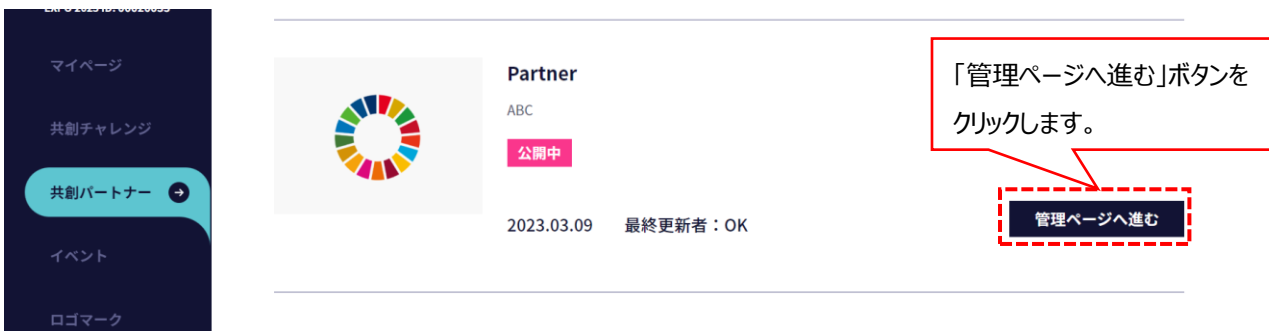 マイページ
共創チャレンジ
共創パートナー
イベント
ロゴマーク
Partner
ABC
公開中
2023.03.09 最終更新者：OK
「管理ページへ進む」ボタンを
クリックします。
管理ページへ進む